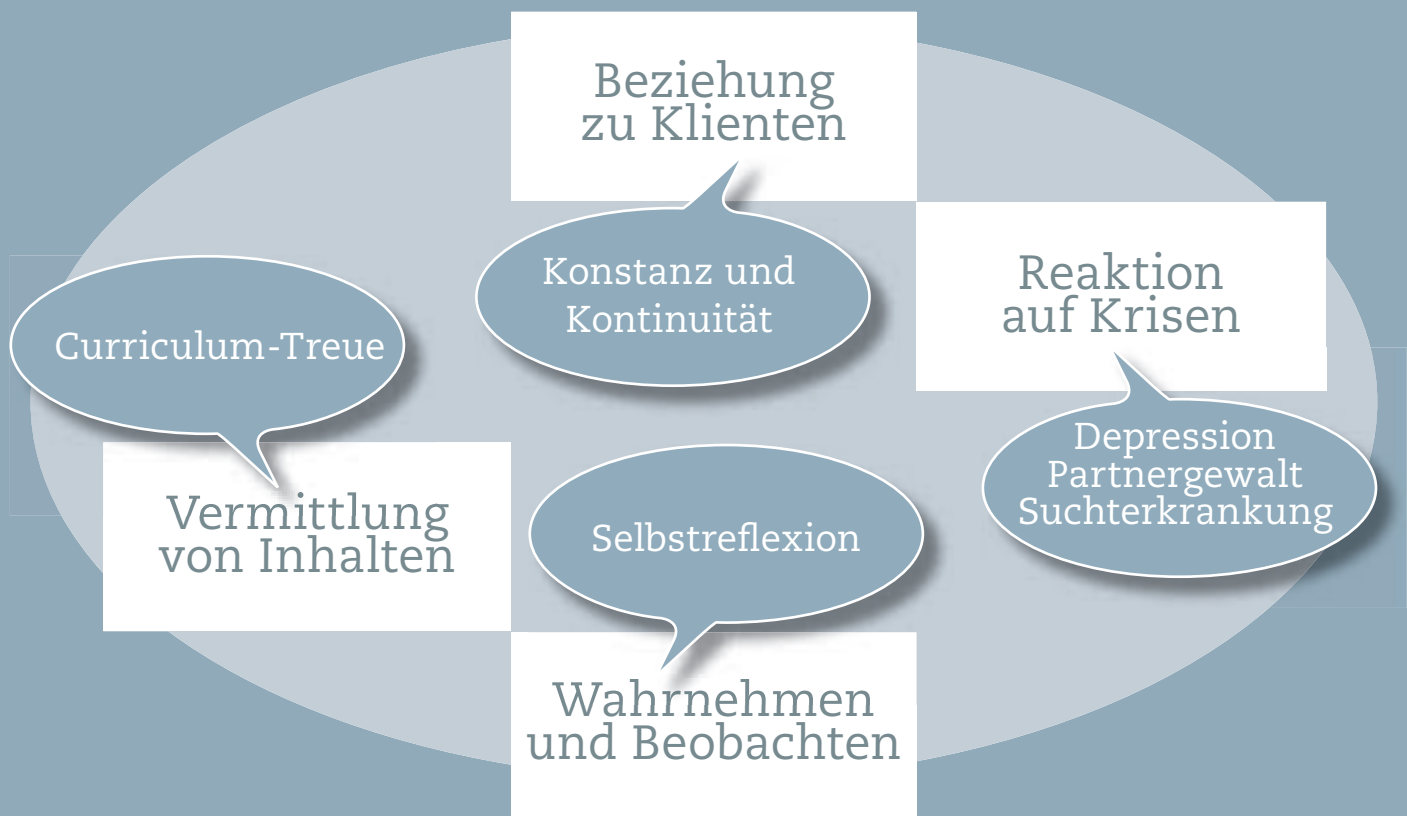 Beziehung
zu Klienten
Konstanz und
Kontinuität
Reaktion
auf Krisen
Depression
Partnergewalt
Suchterkrankung
Curriculum-Treue
Vermittlung
von Inhalten
Selbstreflexion
Wahrnehmen
und Beobachten